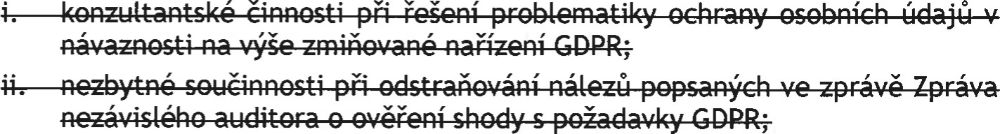 i. konzultantské činnosti při řešení problematiky ochrany osobních údajů v
návaznosti na výše zmiňované nařízení GDPR;
ii. nezbytné součinnosti při odstraňování nálezů popsaných ve zprávě Zpráva
nezávislého auditora o ověření shody s požadavky GDPR;